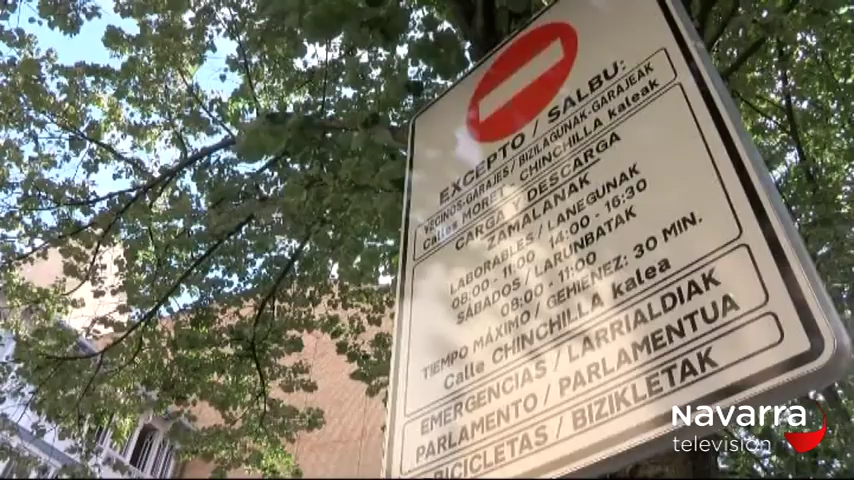 EXCEPTO / SALBU:
VECINOS-GARAJES / BIZILAGUNAK-GARAJEAK
Calles MORET Y CHINCHILLA kaleak
CARGA Y DESCARGA
ZAMALANAK
LABORABLES / LANEGUNAK
08:00 - 11:00 14:00 - 16:30
SÁBADOS / LARUNBATAK
08:00 - 11:00
TIEMPO MÁXIMO / GEHIENEZ: 30 MIN.
Calle CHINCHILLA kalea
EMERGENCIAS / LARRIALDIAK
PARLAMENTO / PARLAMENTUA
BICICLETAS / BIZIKLETAK
Navarra
televisión